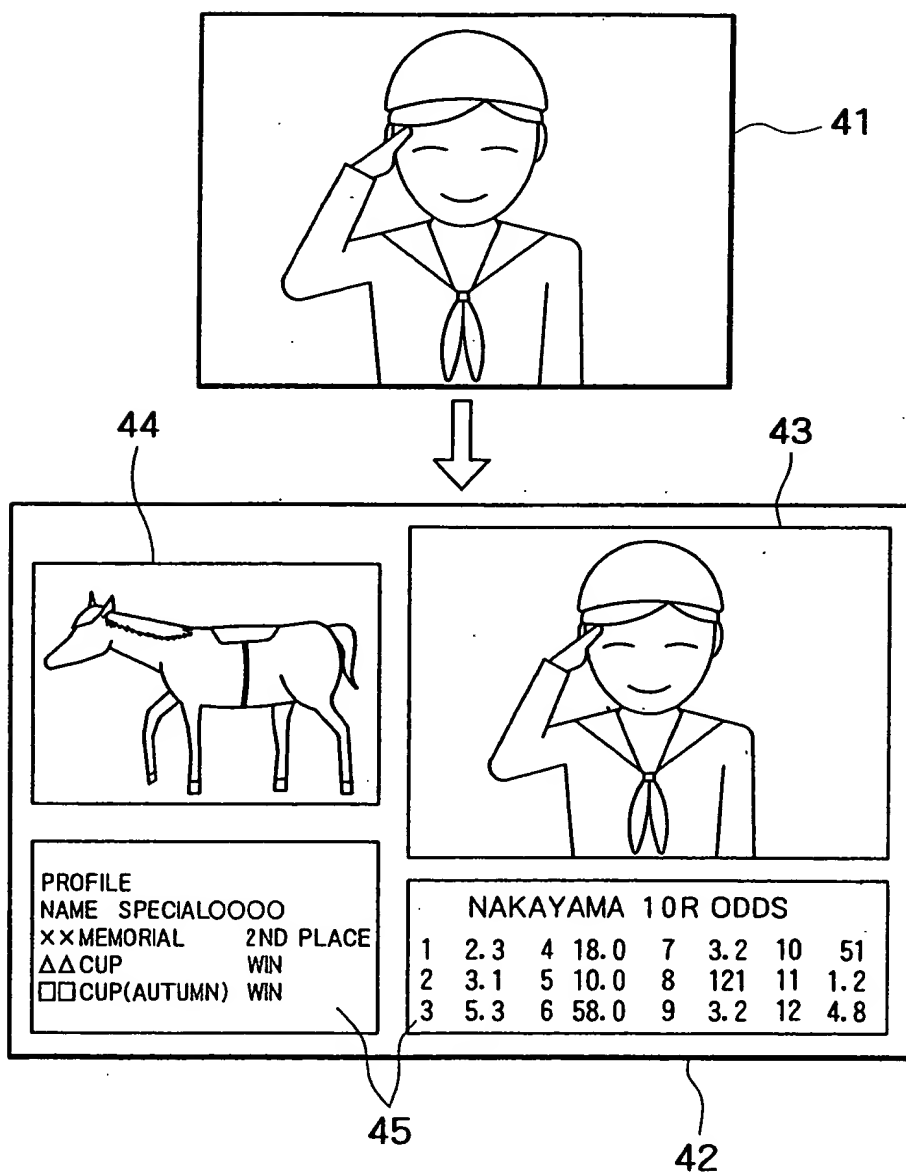 41
44
43
PROFILE
NAME SPECIALOOOO
××MEMORIAL 2ND PLACE
△△CUP WIN
□□CUP(AUTUMN) WIN
NAKAYAMA 10R ODDS
1 2.3 4 18.0 7 3.2 10 51
2 3.1 5 10.0 8 121 11 1.2
3 5.3 6 58.0 9 3.2 12 4.8
45
42